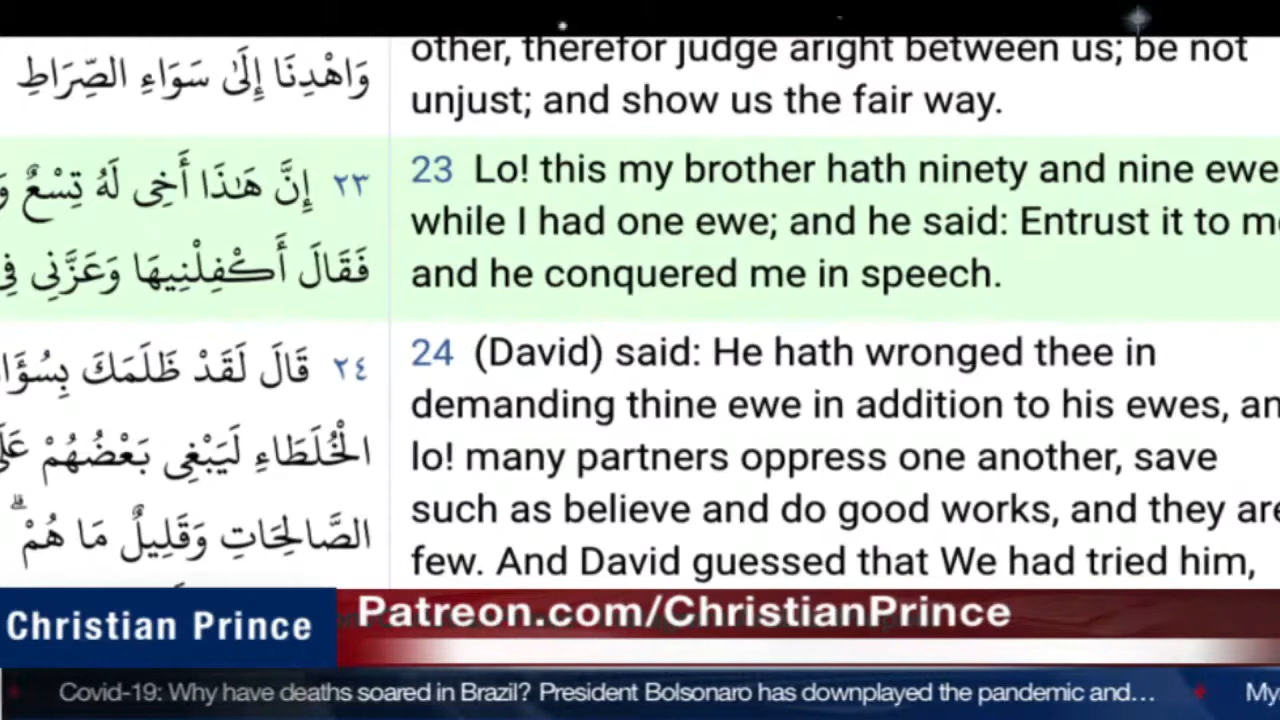 other, therefor judge aright between us; be not
unjust; and show us the fair way.
وَاهْدِنَا إِلَىٰ سَوَاءِ الصِّرَاطِ
23 Lo! this my brother hath ninety and nine ewe
while I had one ewe; and he said: Entrust it to m
and he conquered me in speech.
٢٣ إِنَّ هَـٰذَا أَخِي لَهُ تِسْعٌ
فَقَالَ أَكْفِلْنِيهَا وَعَزَّنِي فِي
24 (David) said: He hath wronged thee in
demanding thine ewe in addition to his ewes, an
lo! many partners oppress one another, save
such as believe and do good works, and they are
few. And David guessed that We had tried him,
٢٤ قَالَ لَقَدْ ظَلَمَكَ
الْخُلَطَاءِ لَيَبْغِي بَعْضُهُمْ
الصَّالِحَاتِ وَقَلِيلٌ مَا هُمْ ۗ
Christian Prince
Patreon.com/ChristianPrince
Covid-19: Why have deaths soared in Brazil? President Bolsonaro has downplayed the pandemic and...
My